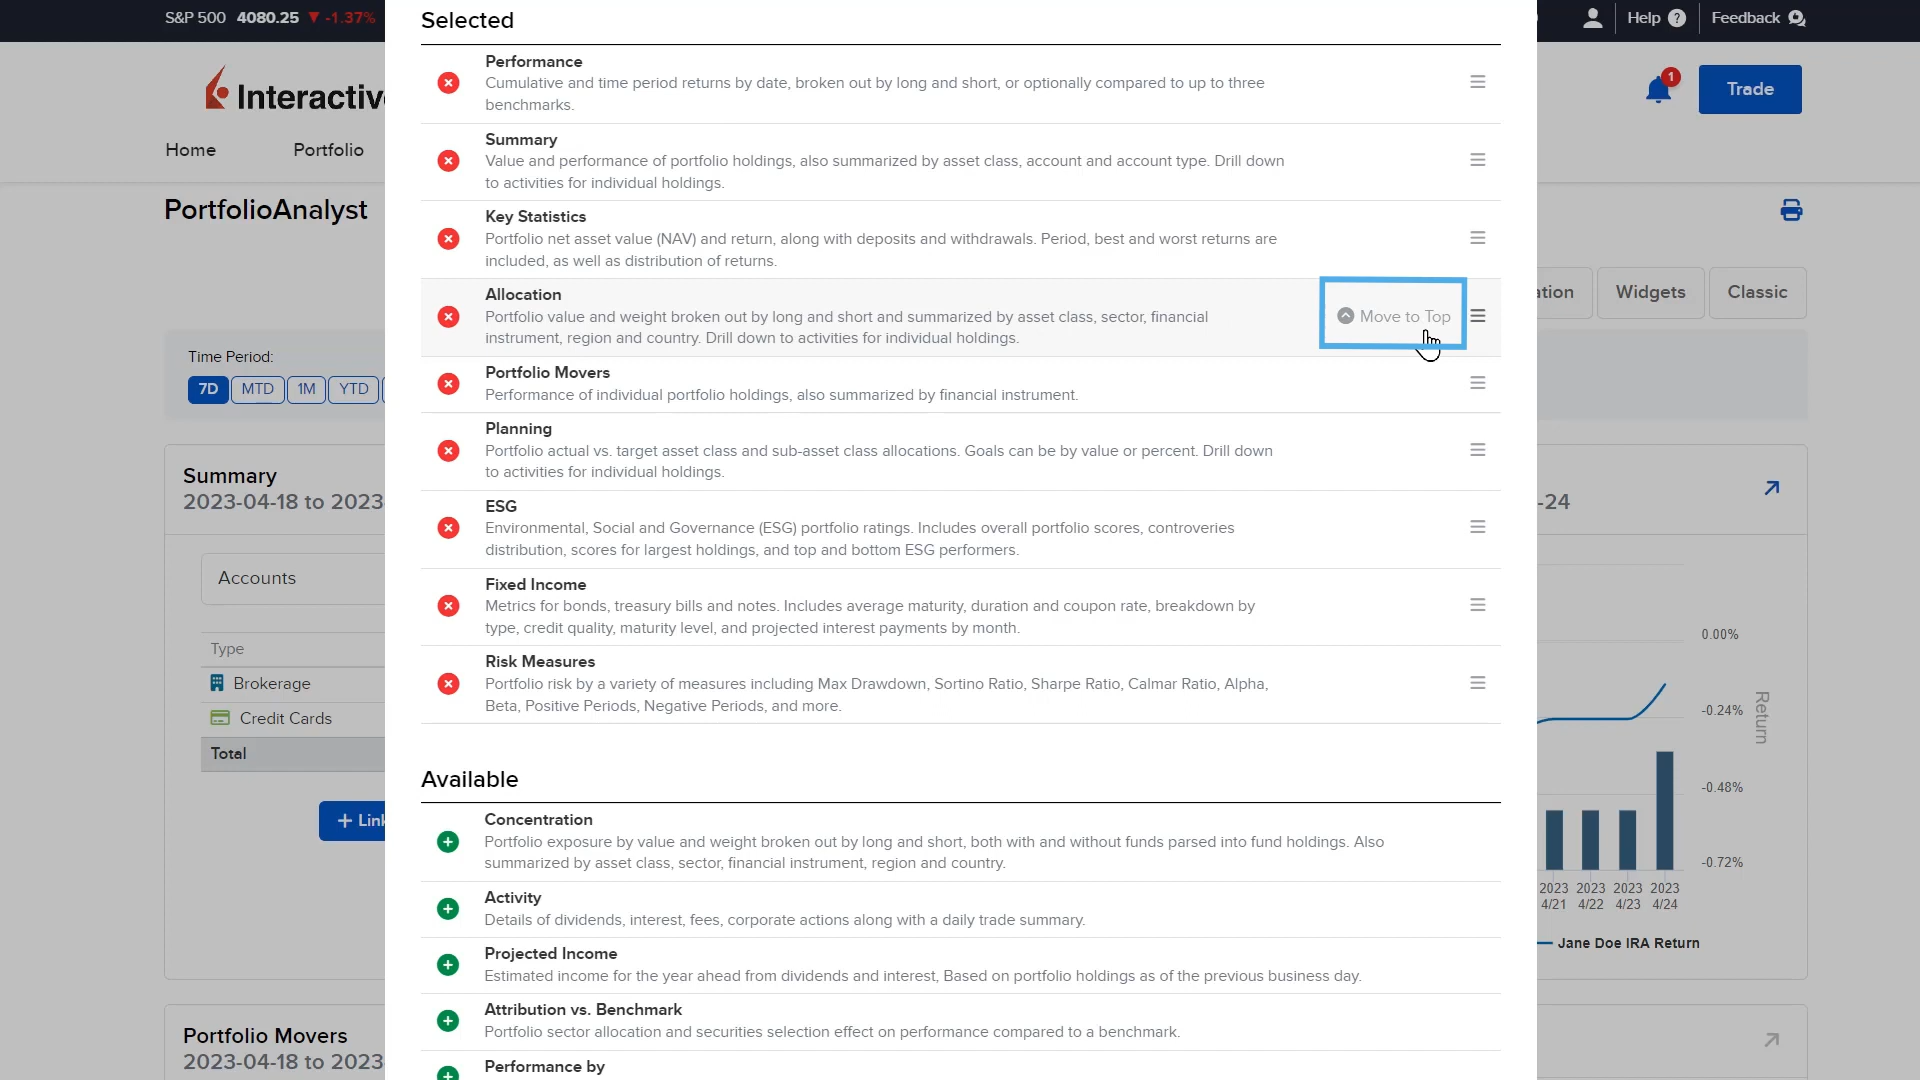 S&P 500 4080.25 ▼ -1.37%
Help ?
Feedback
Interactive
1
Trade
Home
Portfolio
PortfolioAnalyst
Widgets
Classic
Time Period:
7D MTD 1M YTD
Summary
2023-04-18 to 2023-
-24
Accounts
Type
Brokerage
Credit Cards
Total
+ Link
0.00%
-0.24%
-0.48%
-0.72%
Return
2023 2023 2023 2023
4/21 4/22 4/23 4/24
Jane Doe IRA Return
Portfolio Movers
2023-04-18 to 2023-
Selected
Performance
Cumulative and time period returns by date, broken out by long and short, or optionally compared to up to three
benchmarks.
Summary
Value and performance of portfolio holdings, also summarized by asset class, account and account type. Drill down
to activities for individual holdings.
Key Statistics
Portfolio net asset value (NAV) and return, along with deposits and withdrawals. Period, best and worst returns are
included, as well as distribution of returns.
Allocation
Portfolio value and weight broken out by long and short and summarized by asset class, sector, financial
instrument, region and country. Drill down to activities for individual holdings.
Move to Top
Portfolio Movers
Performance of individual portfolio holdings, also summarized by financial instrument.
Planning
Portfolio actual vs. target asset class and sub-asset class allocations. Goals can be by value or percent. Drill down
to activities for individual holdings.
ESG
Environmental, Social and Governance (ESG) portfolio ratings. Includes overall portfolio scores, controveries
distribution, scores for largest holdings, and top and bottom ESG performers.
Fixed Income
Metrics for bonds, treasury bills and notes. Includes average maturity, duration and coupon rate, breakdown by
type, credit quality, maturity level, and projected interest payments by month.
Risk Measures
Portfolio risk by a variety of measures including Max Drawdown, Sortino Ratio, Sharpe Ratio, Calmar Ratio, Alpha,
Beta, Positive Periods, Negative Periods, and more.
Available
Concentration
Portfolio exposure by value and weight broken out by long and short, both with and without funds parsed into fund holdings. Also
summarized by asset class, sector, financial instrument, region and country.
Activity
Details of dividends, interest, fees, corporate actions along with a daily trade summary.
Projected Income
Estimated income for the year ahead from dividends and interest, Based on portfolio holdings as of the previous business day.
Attribution vs. Benchmark
Portfolio sector allocation and securities selection effect on performance compared to a benchmark.
Performance by